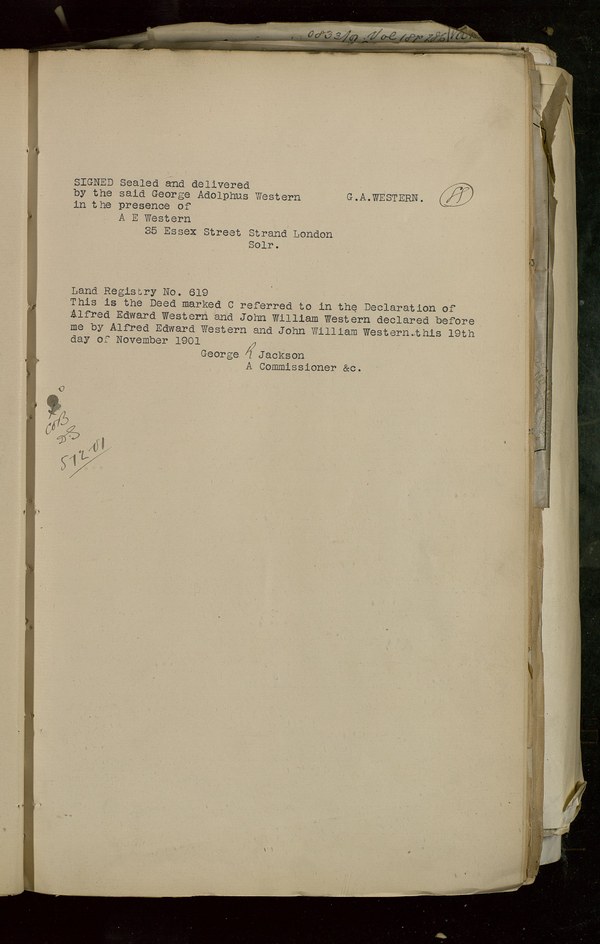 SIGNED Sealed and delivered
by the said George Adolphus Western G.A.WESTERN.
in the presence of
A E Western
35 Essex Street Strand London
Solr.
Land Registry No. 619
This is the Deed marked C referred to in the Declaration of
Alfred Edward Western and John William Western declared before
me by Alfred Edward Western and John William Western..this 19th
day of November 1901
George R Jackson
A Commissioner &c.
5.12.01